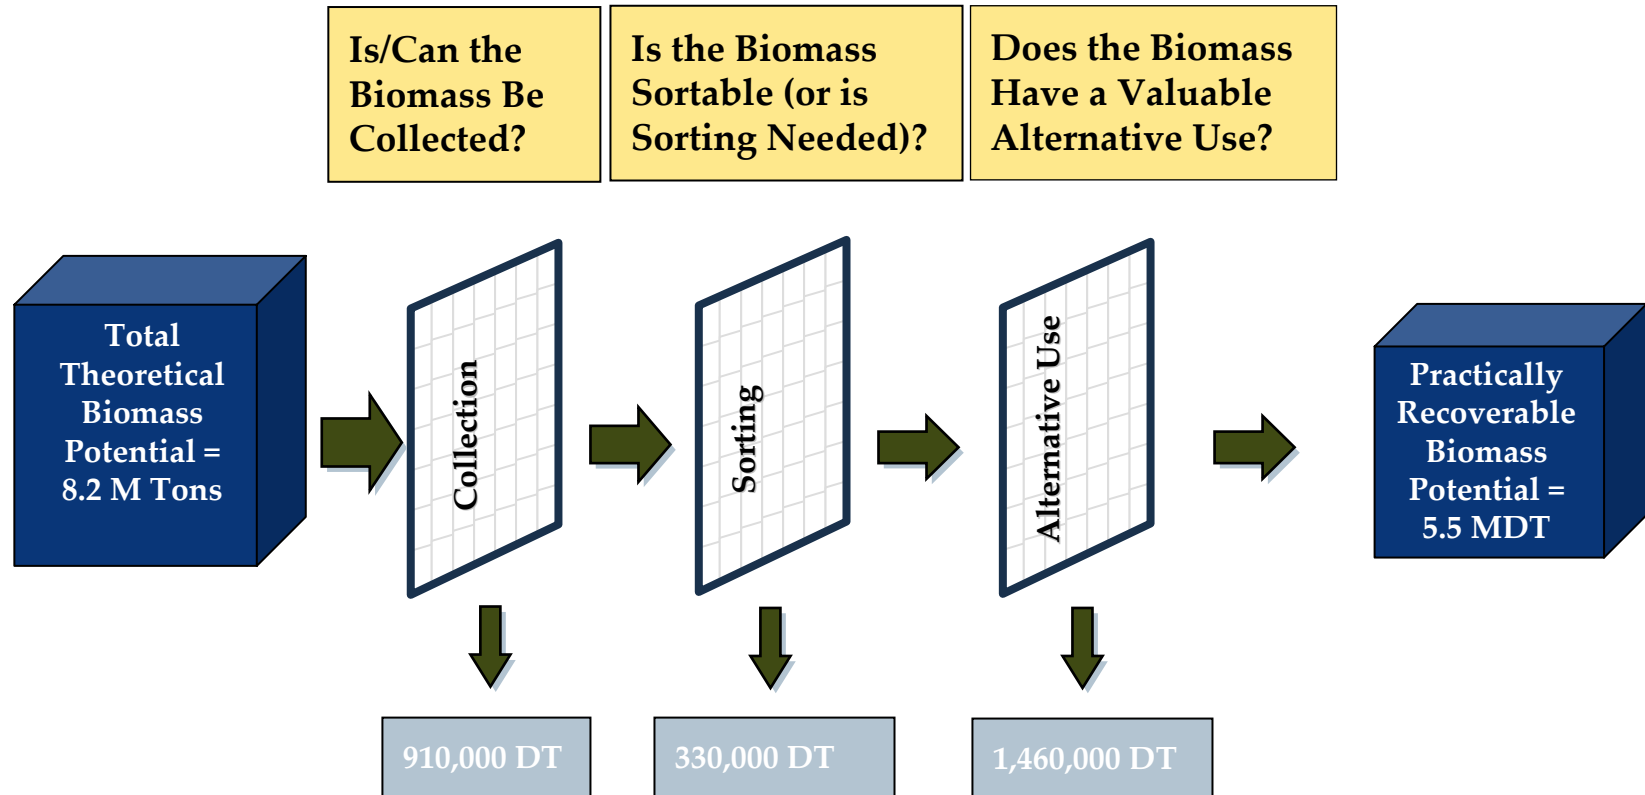 Is/Can the
Biomass Be
Collected?
Is the Biomass
Sortable (or is
Sorting Needed)?
Does the Biomass
Have a Valuable
Alternative Use?
Total
Theoretical
Biomass
Potential =
8.2 M Tons
Collection
Sorting
Alternative Use
Practically
Recoverable
Biomass
Potential =
5.5 MDT
910,000 DT
330,000 DT
1,460,000 DT